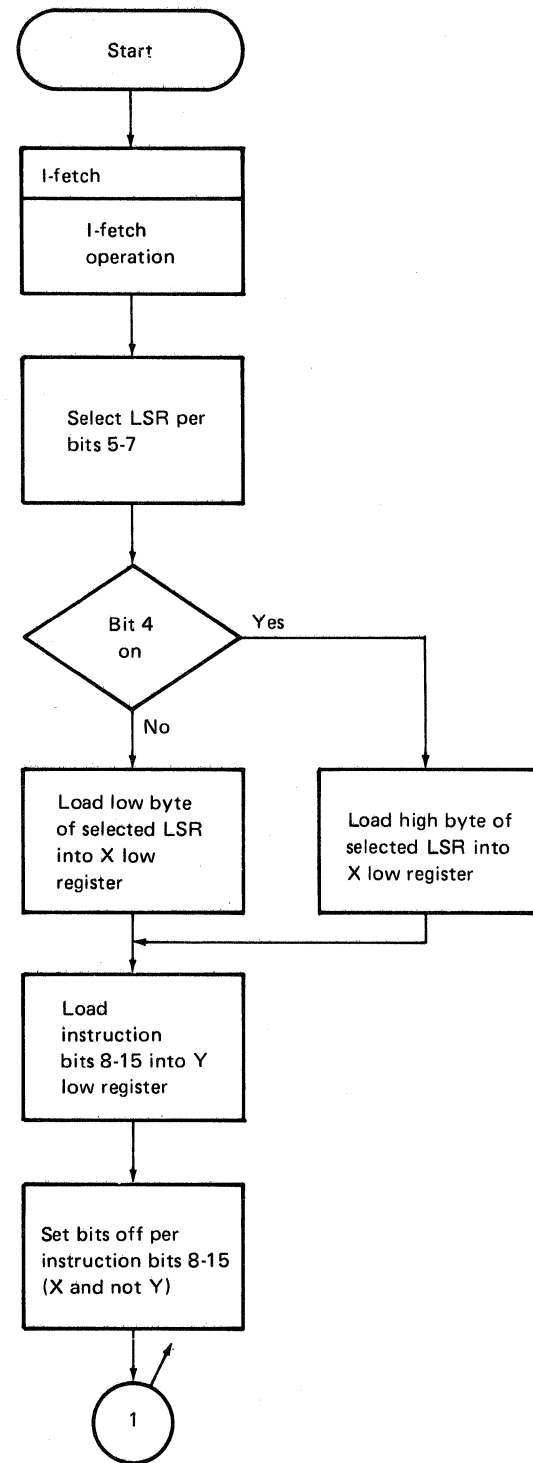 Start
I-fetch
I-fetch
operation
Select LSR per
bits 5-7
Bit 4
on
Yes
No
Load low byte
of selected LSR
into X low
register
Load high byte of
selected LSR into
X low register
Load
instruction
bits 8-15 into Y
low register
Set bits off per
instruction bits 8-15
(X and not Y)
1